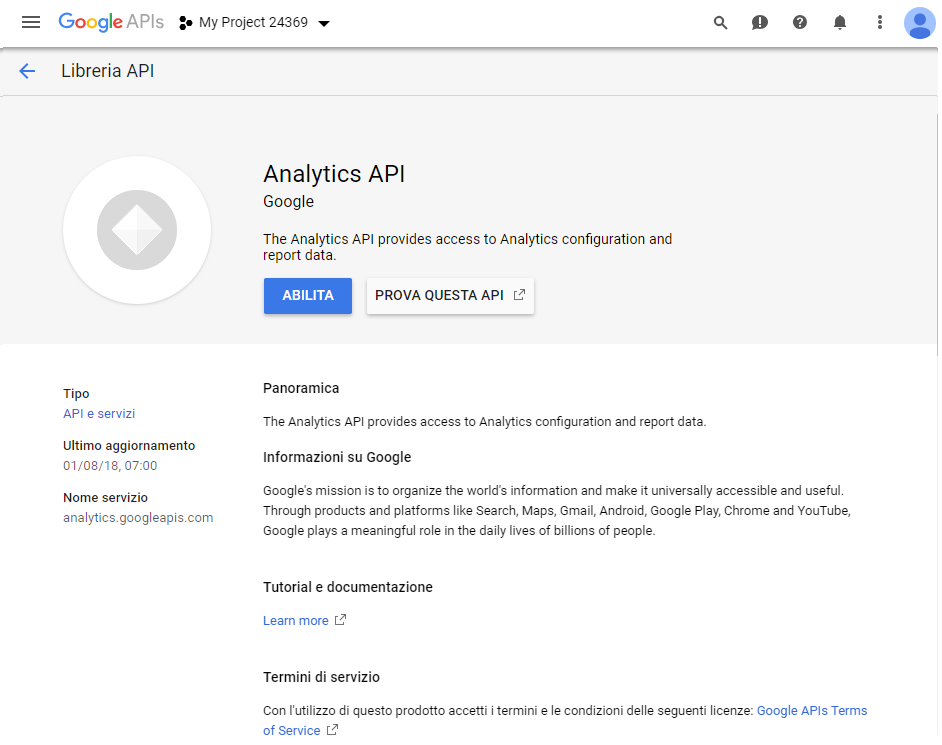 Google APIs My Project 24369
Libreria API
Analytics API
Google
The Analytics API provides access to Analytics configuration and
report data.
ABILITA PROVA QUESTA API
Tipo
API e servizi
Ultimo aggiornamento
01/08/18, 07:00
Nome servizio
analytics.googleapis.com
Panoramica
The Analytics API provides access to Analytics configuration and report data.
Informazioni su Google
Google's mission is to organize the world's information and make it universally accessible and useful.
Through products and platforms like Search, Maps, Gmail, Android, Google Play, Chrome and YouTube,
Google plays a meaningful role in the daily lives of billions of people.
Tutorial e documentazione
Learn more
Termini di servizio
Con l'utilizzo di questo prodotto accetti i termini e le condizioni delle seguenti licenze: Google APIs Terms
of Service